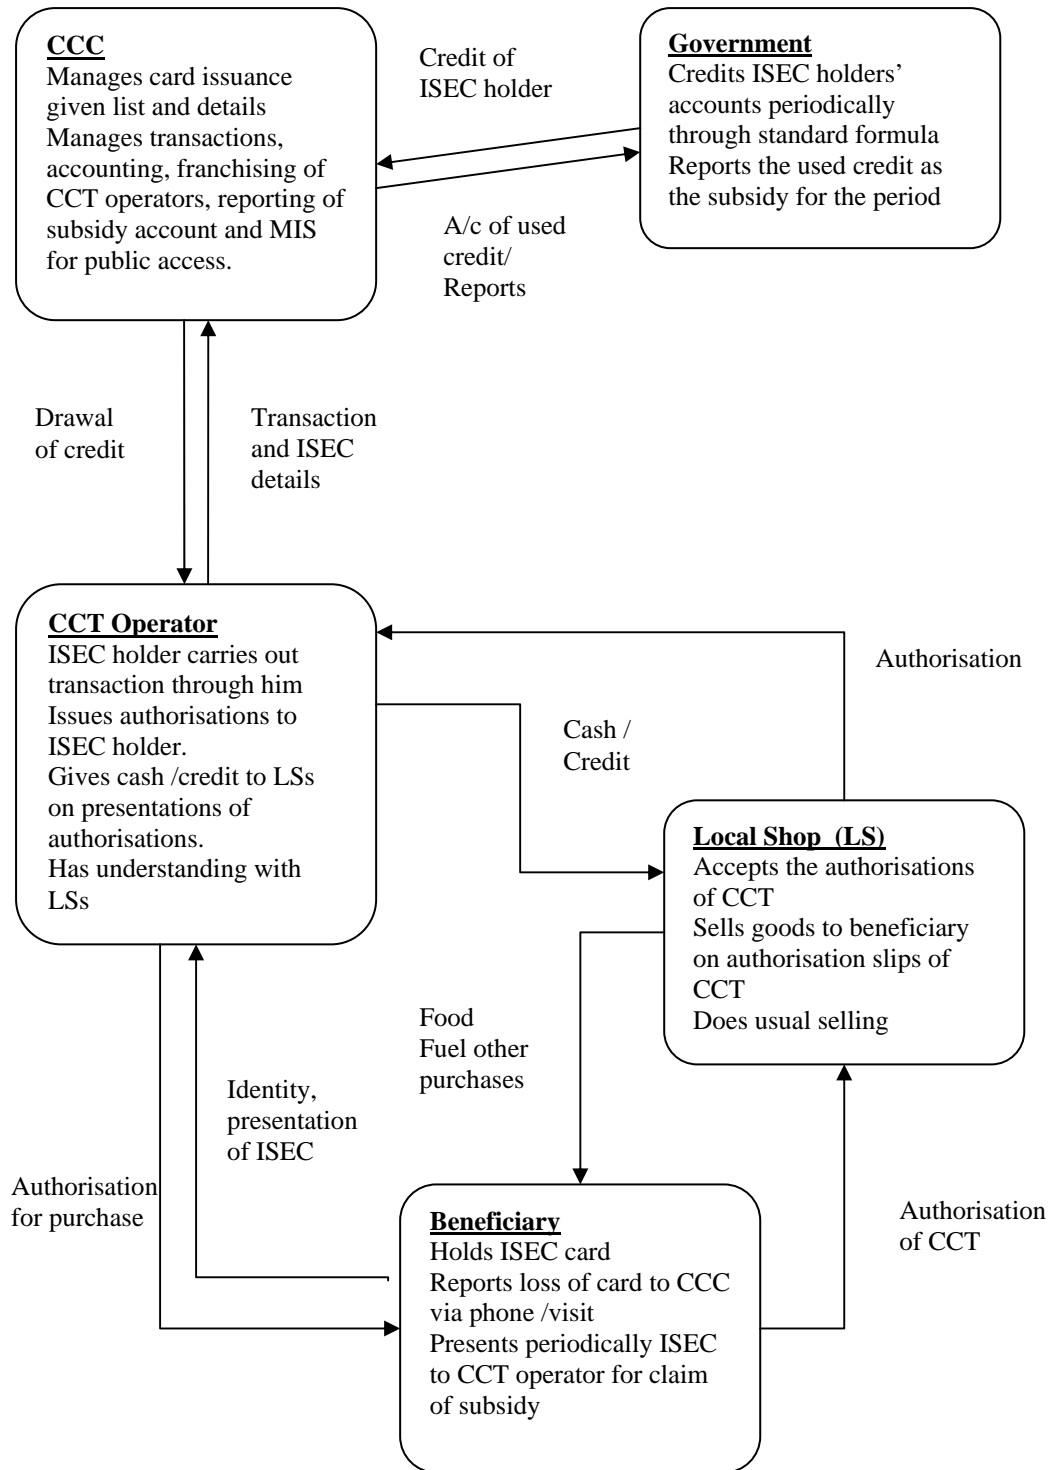 CCC
Manages card issuance
given list and details
Manages transactions,
accounting, franchising of
CCT operators, reporting of
subsidy account and MIS
for public access.
Credit of
ISEC holder
Government
Credits ISEC holders’
accounts periodically
through standard formula
Reports the used credit as
the subsidy for the period
A/c of used
credit/
Reports
Drawal
of credit
Transaction
and ISEC
details
CCT Operator
ISEC holder carries out
transaction through him
Issues authorisations to
ISEC holder.
Gives cash /credit to LSs
on presentations of
authorisations.
Has understanding with
LSs
Authorisation
Cash /
Credit
Local Shop  (LS)
Accepts the authorisations
of CCT
Sells goods to beneficiary
on authorisation slips of
CCT
Does usual selling
Food
Fuel other
purchases
Identity,
presentation
of ISEC
Authorisation
for purchase
Beneficiary
Holds ISEC card
Reports loss of card to CCC
via phone /visit
Presents periodically ISEC
to CCT operator for claim
of subsidy
Authorisation
of CCT